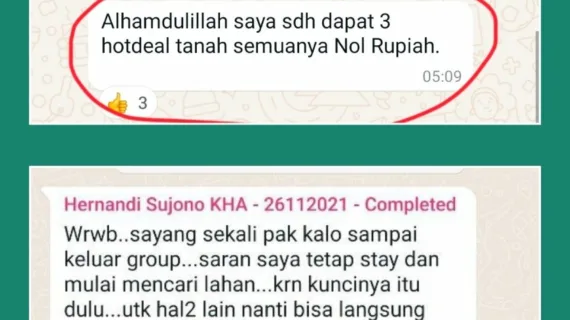 Alhamdulillah saya sdh dapat 3
hotdeal tanah semuanya Nol Rupiah.
05:09
👍 3
Hernandi Sujono KHA - 26112021 - Completed
Wrwb..sayang sekali pak kalo sampai
keluar group...saran saya tetap stay dan
mulai mencari lahan...krn kuncinya itu
dulu...utk hal2 lain nanti bisa langsung